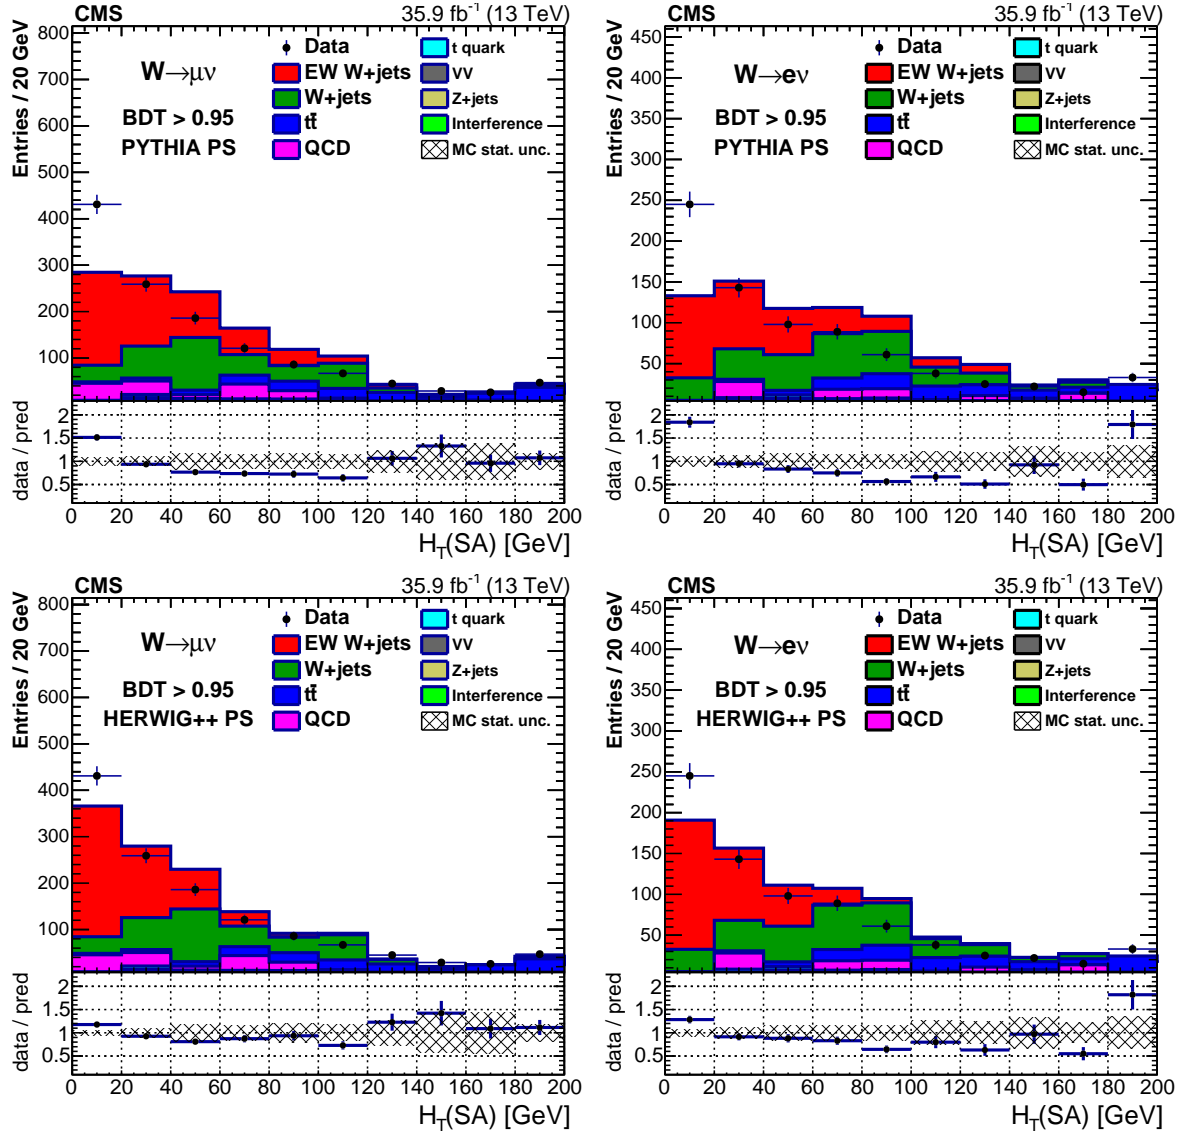 CMS 35.9 fb⁻¹ (13 TeV)
Entries / 20 GeV
800
700
600
500
400
300
200
100
W→μν
BDT > 0.95
PYTHIA PS
Data
EW W+jets
W+jets
tt̄
QCD
t quark
VV
Z+jets
Interference
MC stat. unc.
data / pred
2
1.5
1
0.5
0 20 40 60 80 100 120 140 160 180 200
H_T(SA) [GeV]
CMS 35.9 fb⁻¹ (13 TeV)
Entries / 20 GeV
450
400
350
300
250
200
150
100
50
W→eν
BDT > 0.95
PYTHIA PS
Data
EW W+jets
W+jets
tt̄
QCD
t quark
VV
Z+jets
Interference
MC stat. unc.
data / pred
2
1.5
1
0.5
0 20 40 60 80 100 120 140 160 180 200
H_T(SA) [GeV]
CMS 35.9 fb⁻¹ (13 TeV)
Entries / 20 GeV
800
700
600
500
400
300
200
100
W→μν
BDT > 0.95
HERWIG++ PS
Data
EW W+jets
W+jets
tt̄
QCD
t quark
VV
Z+jets
Interference
MC stat. unc.
data / pred
2
1.5
1
0.5
0 20 40 60 80 100 120 140 160 180 200
H_T(SA) [GeV]
CMS 35.9 fb⁻¹ (13 TeV)
Entries / 20 GeV
450
400
350
300
250
200
150
100
50
W→eν
BDT > 0.95
HERWIG++ PS
Data
EW W+jets
W+jets
tt̄
QCD
t quark
VV
Z+jets
Interference
MC stat. unc.
data / pred
2
1.5
1
0.5
0 20 40 60 80 100 120 140 160 180 200
H_T(SA) [GeV]